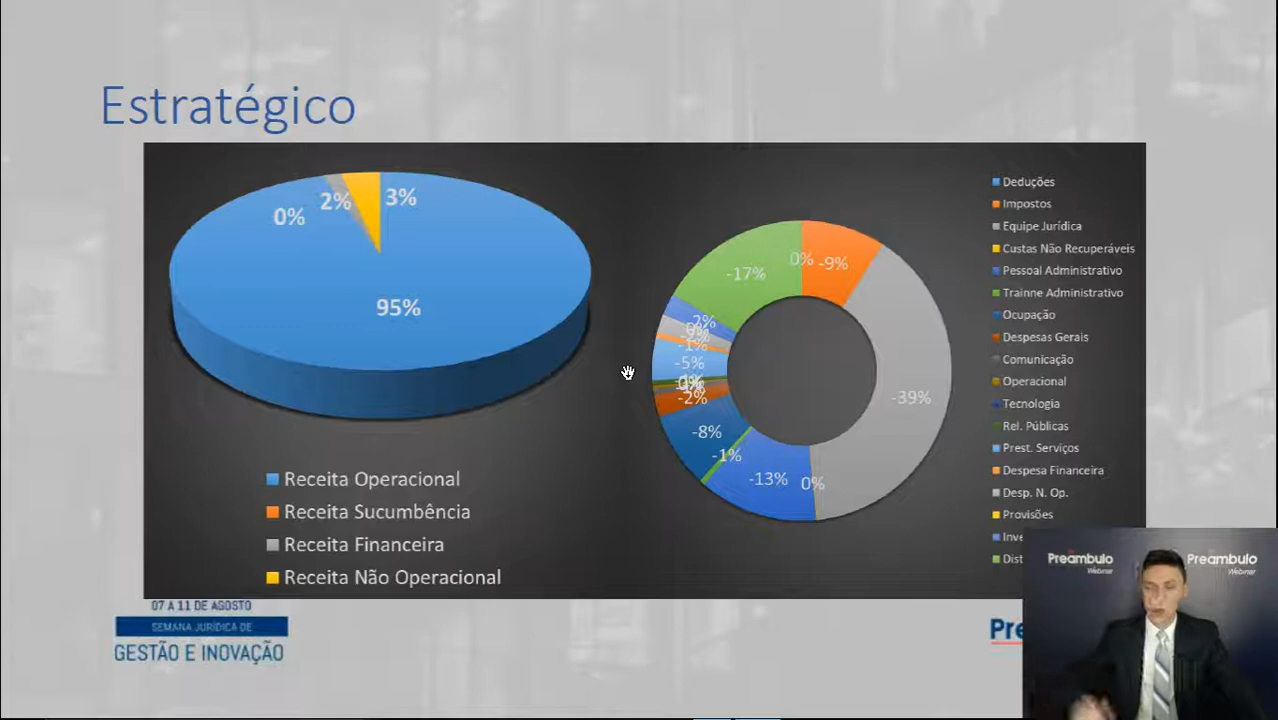 Estratégico
0%
2%
3%
95%
Receita Operacional
Receita Sucumbência
Receita Financeira
Receita Não Operacional
0%
-9%
-39%
0%
-13%
-1%
-8%
-2%
-5%
-1%
-17%
Deduções
Impostos
Equipe Jurídica
Custas Não Recuperáveis
Pessoal Administrativo
Trainne Administrativo
Ocupação
Despesas Gerais
Comunicação
Operacional
Tecnologia
Rel. Públicas
Prest. Serviços
Despesa Financeira
Desp. N. Op.
Provisões
07 A 11 DE AGOSTO
SEMANA JURÍDICA DE
GESTÃO E INOVAÇÃO
Preâmbulo
Webinar
Preâmbulo
Webinar